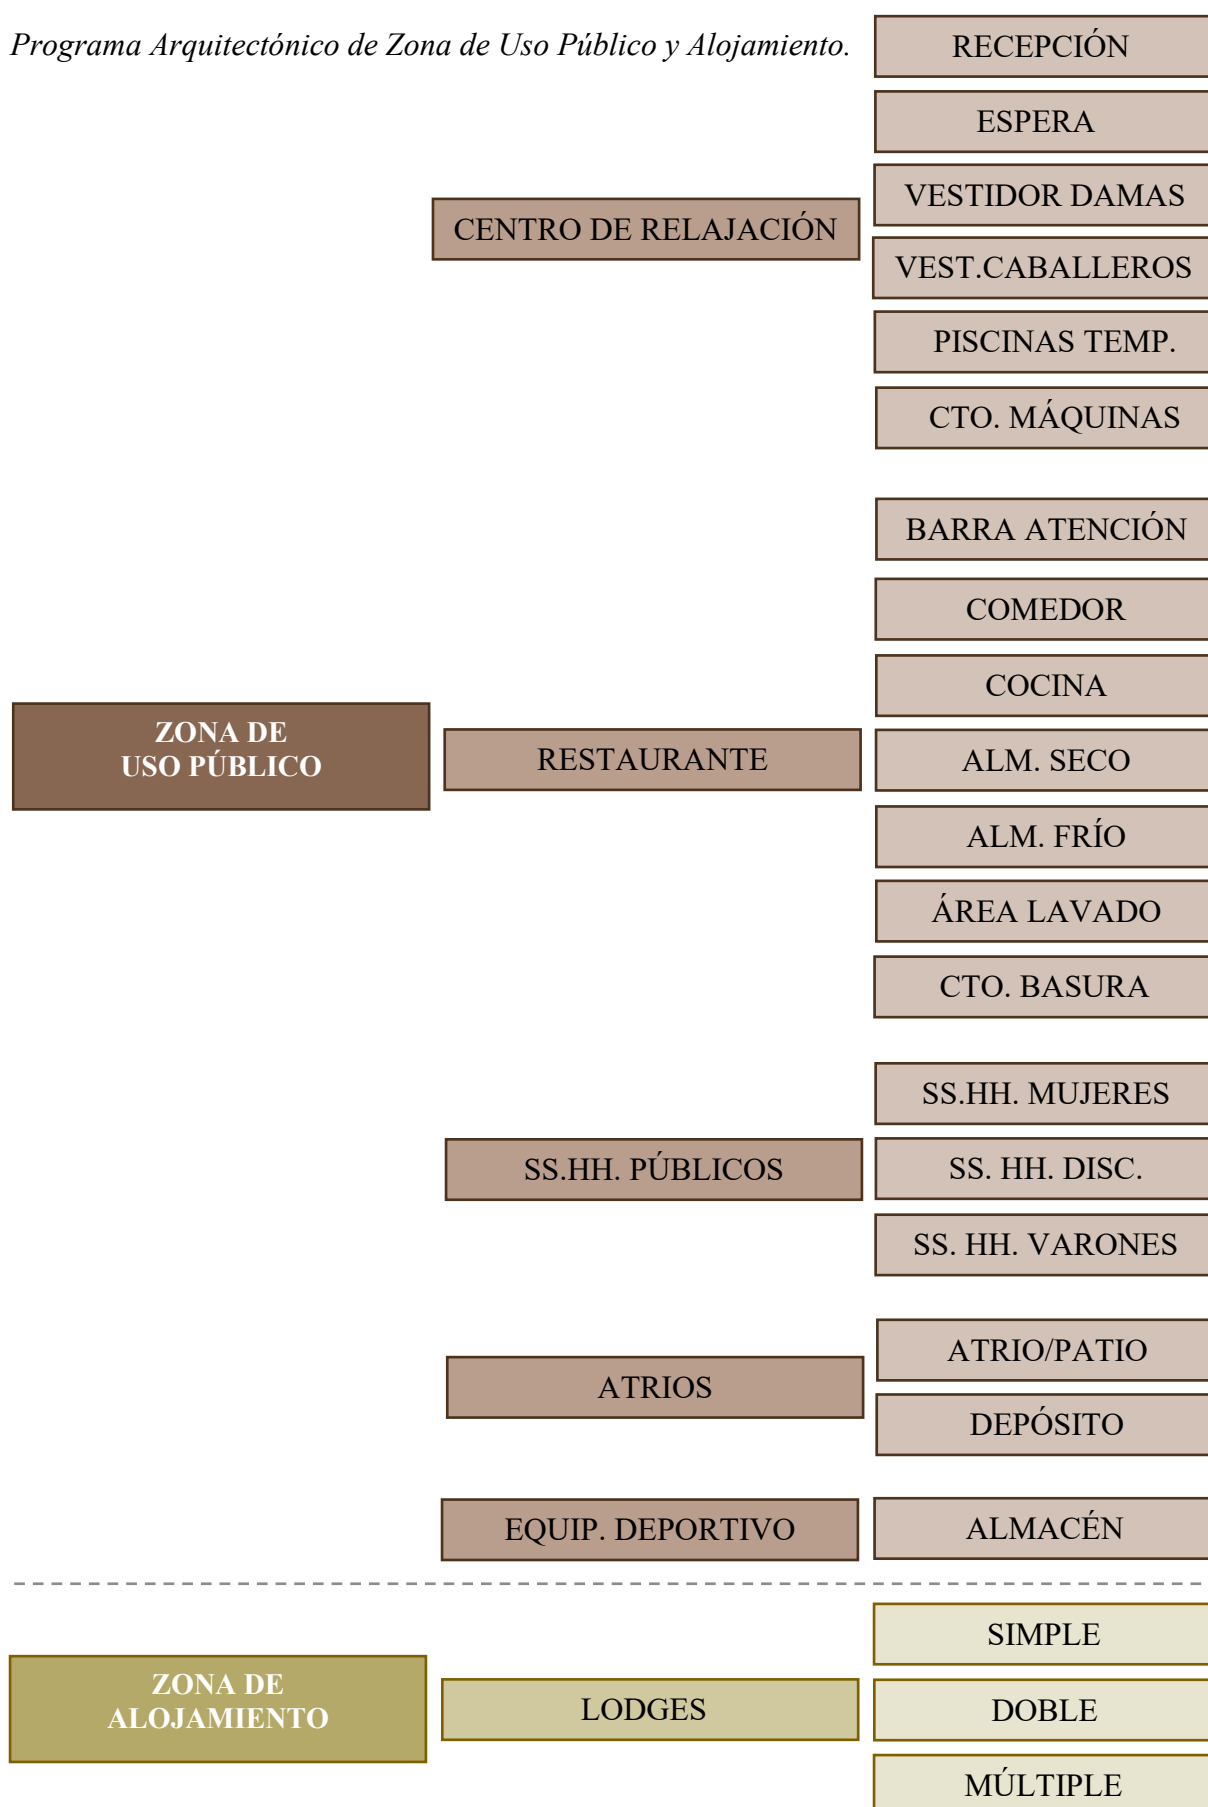 Programa Arquitectónico de Zona de Uso Público y Alojamiento.
RECEPCIÓN
ESPERA
VESTIDOR DAMAS
CENTRO DE RELAJACIÓN
VEST.CABALLEROS
PISCINAS TEMP.
CTO. MÁQUINAS
BARRA ATENCIÓN
COMEDOR
COCINA
ZONA DE
USO PÚBLICO
RESTAURANTE
ALM. SECO
ALM. FRÍO
ÁREA LAVADO
CTO. BASURA
SS.HH. MUJERES
SS.HH. PÚBLICOS
SS. HH. DISC.
SS. HH. VARONES
ATRIOS
ATRIO/PATIO
DEPÓSITO
EQUIP. DEPORTIVO
ALMACÉN
SIMPLE
ZONA DE
ALOJAMIENTO
LODGES
DOBLE
MÚLTIPLE